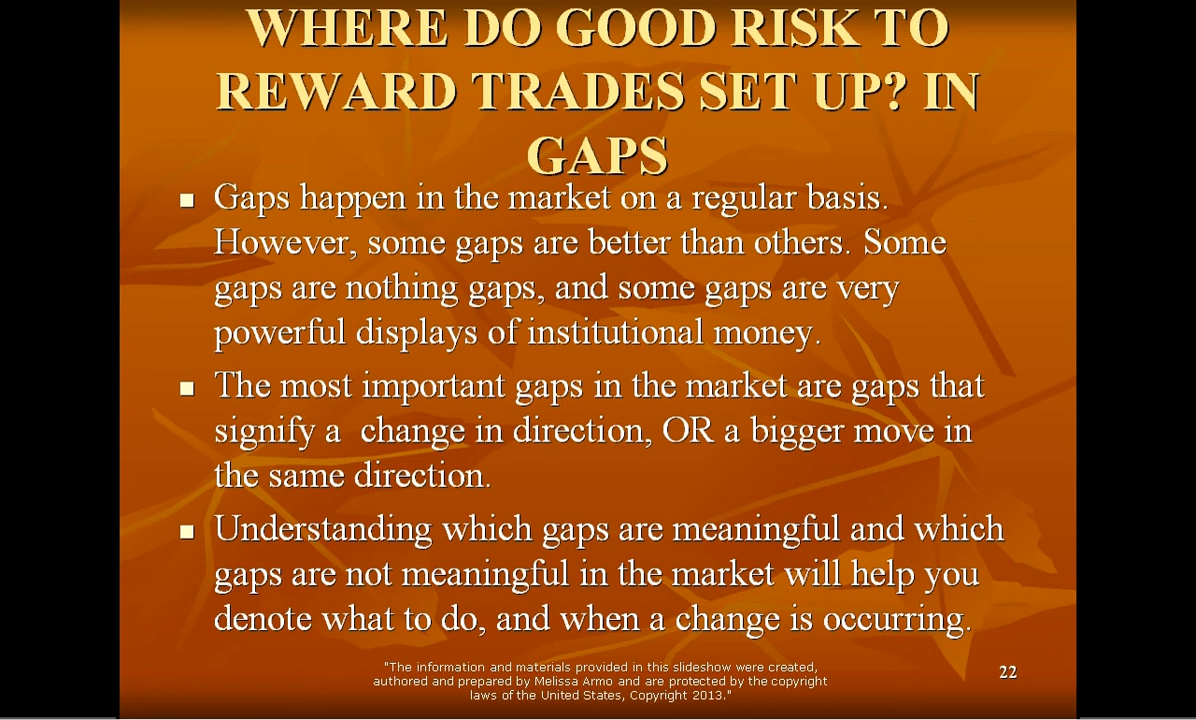 WHERE DO GOOD RISK TO
REWARD TRADES SET UP? IN
GAPS
Gaps happen in the market on a regular basis.
However, some gaps are better than others. Some
gaps are nothing gaps, and some gaps are very
powerful displays of institutional money.
The most important gaps in the market are gaps that
signify a  change in direction, OR a bigger move in
the same direction.
Understanding which gaps are meaningful and which
gaps are not meaningful in the market will help you
denote what to do, and when a change is occurring.
"The information and materials provided in this slideshow were created,
authored and prepared by Melissa Armo and are protected by the copyright
laws of the United States, Copyright 2013."
22